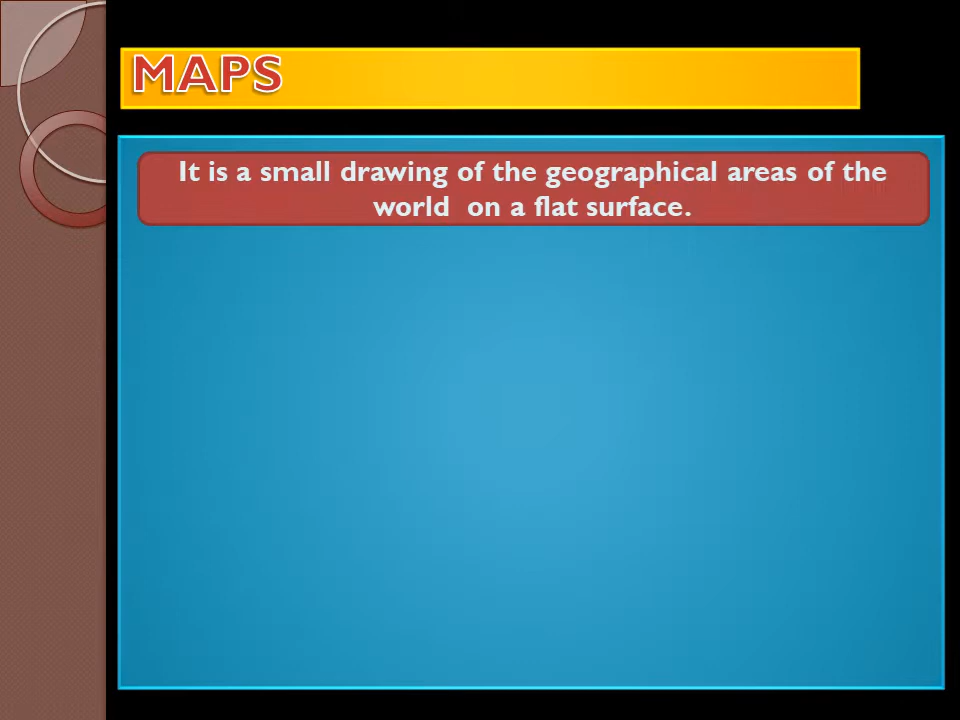 MAPS
It is a small drawing of the geographical areas of the
world on a flat surface.